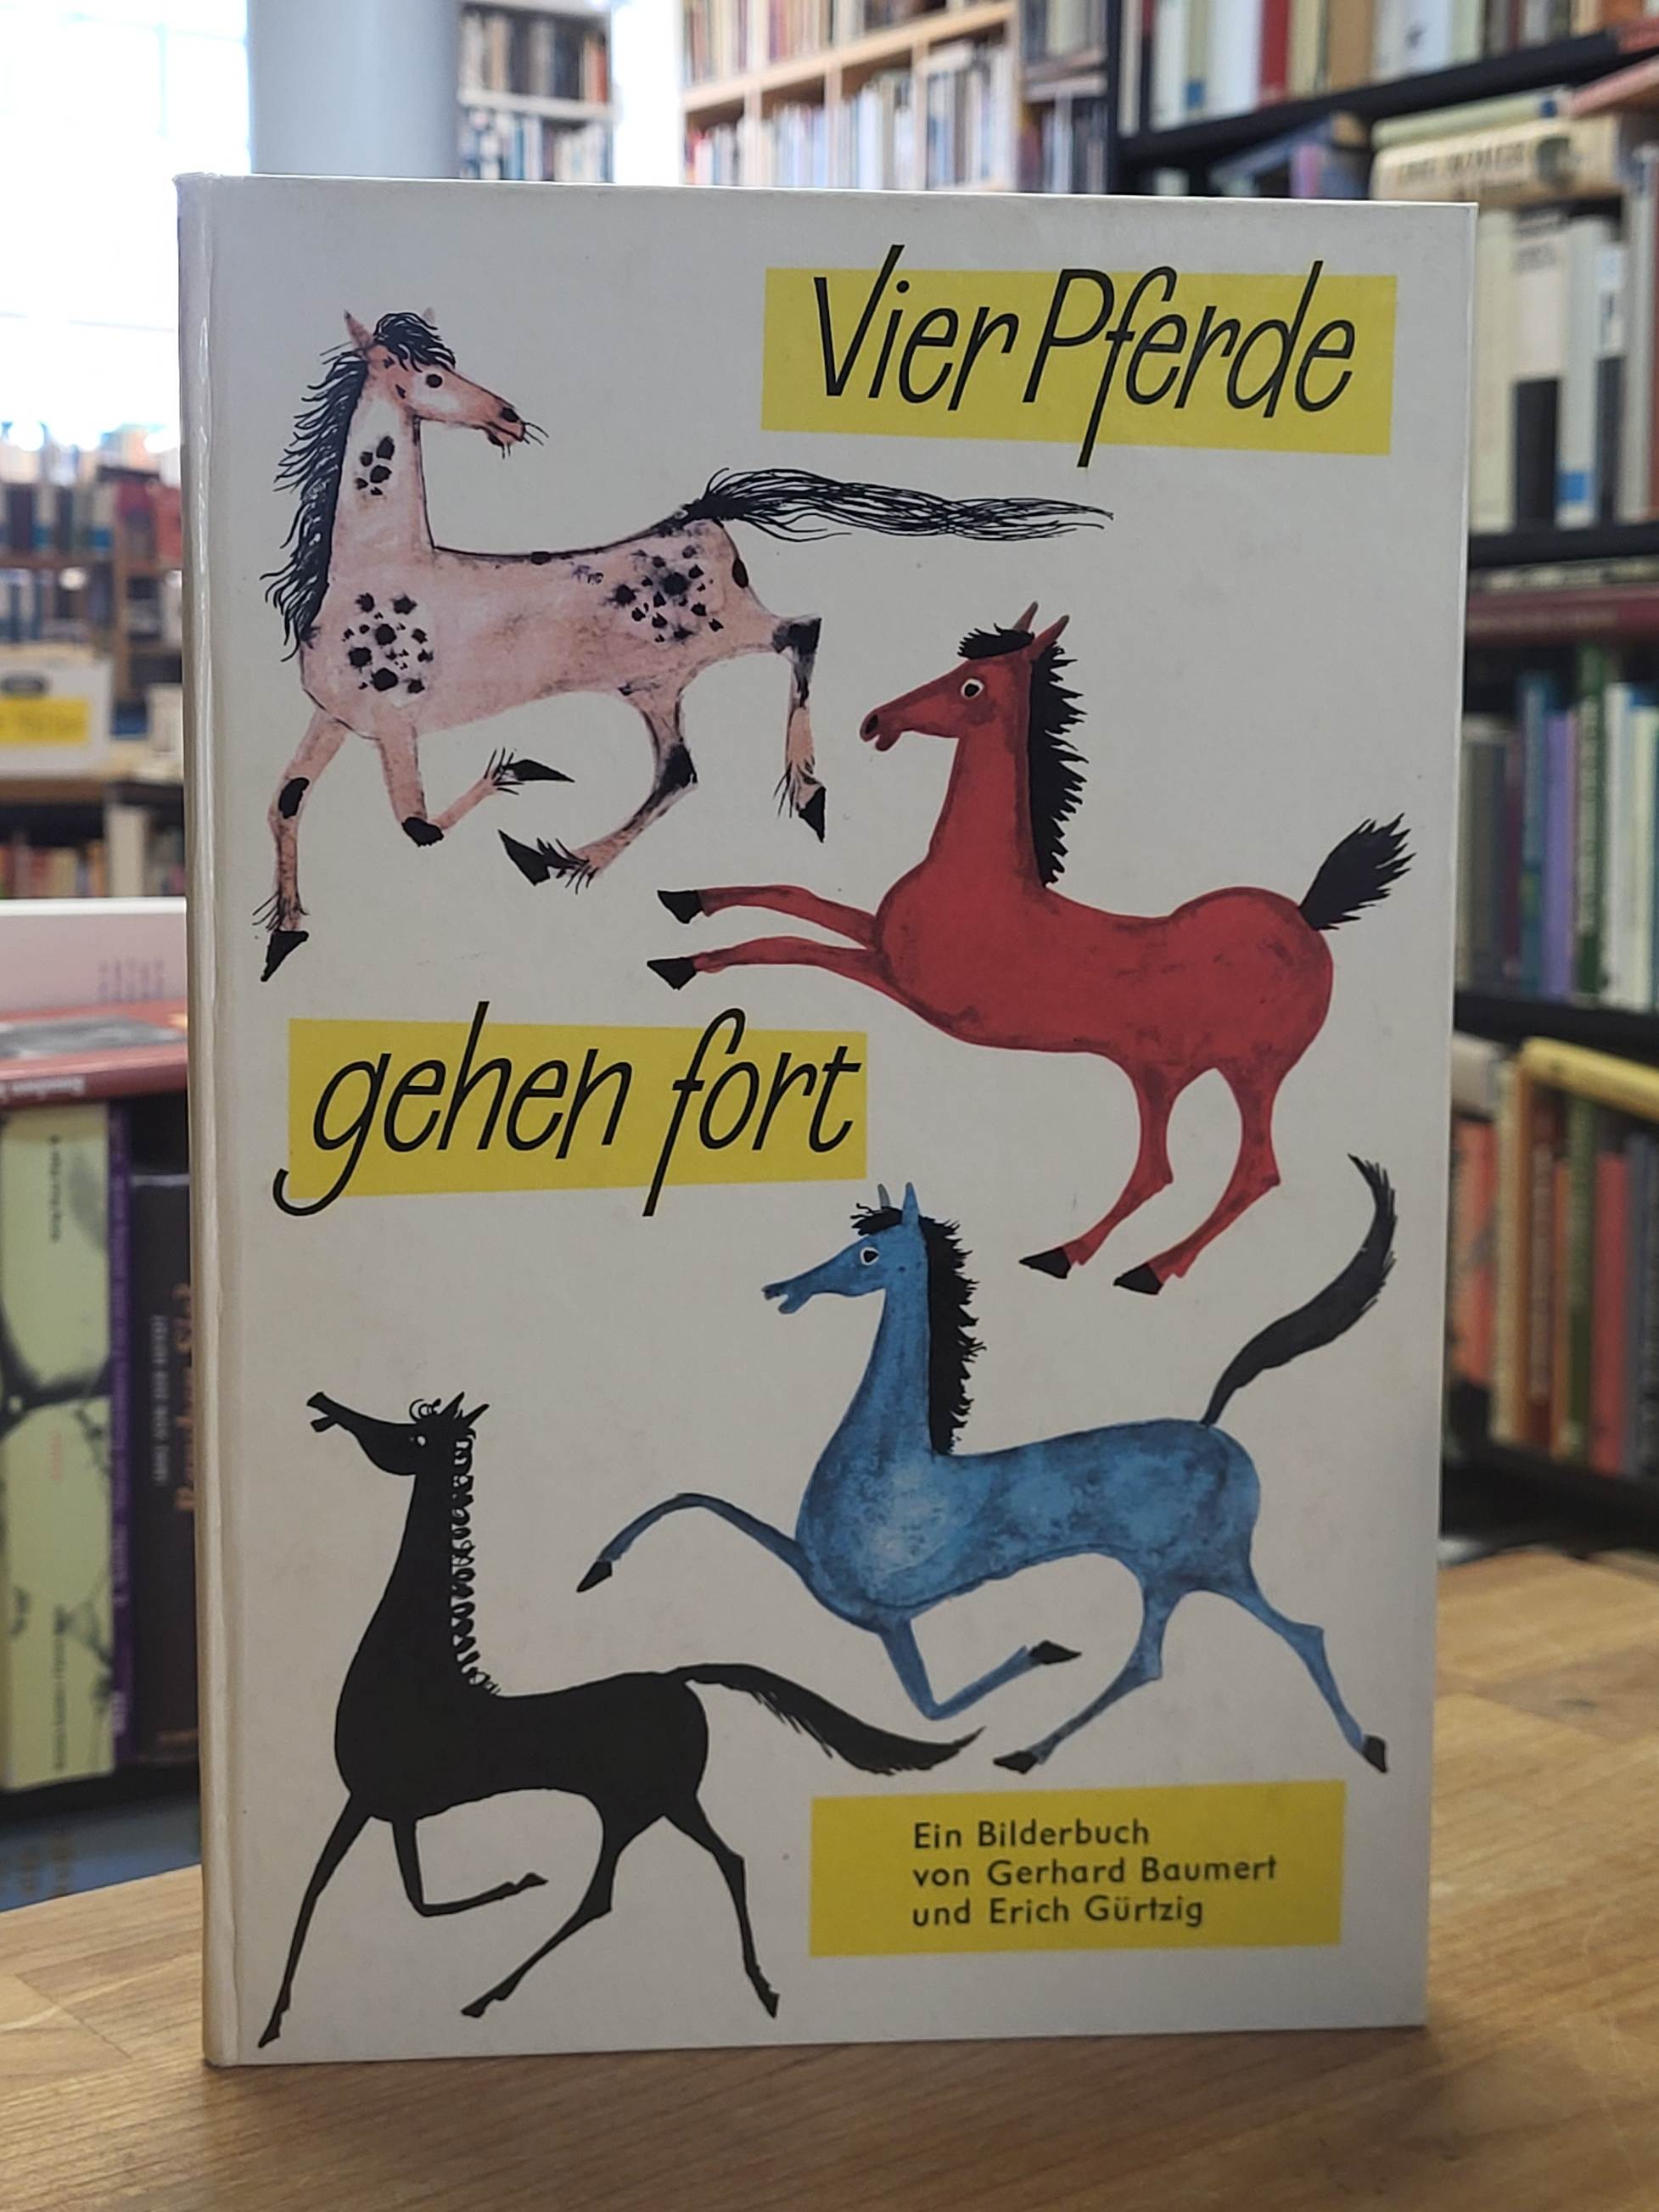 Vier Pferde
gehen fort
Ein Bilderbuch
von Gerhard Baumert
und Erich Gürtzig